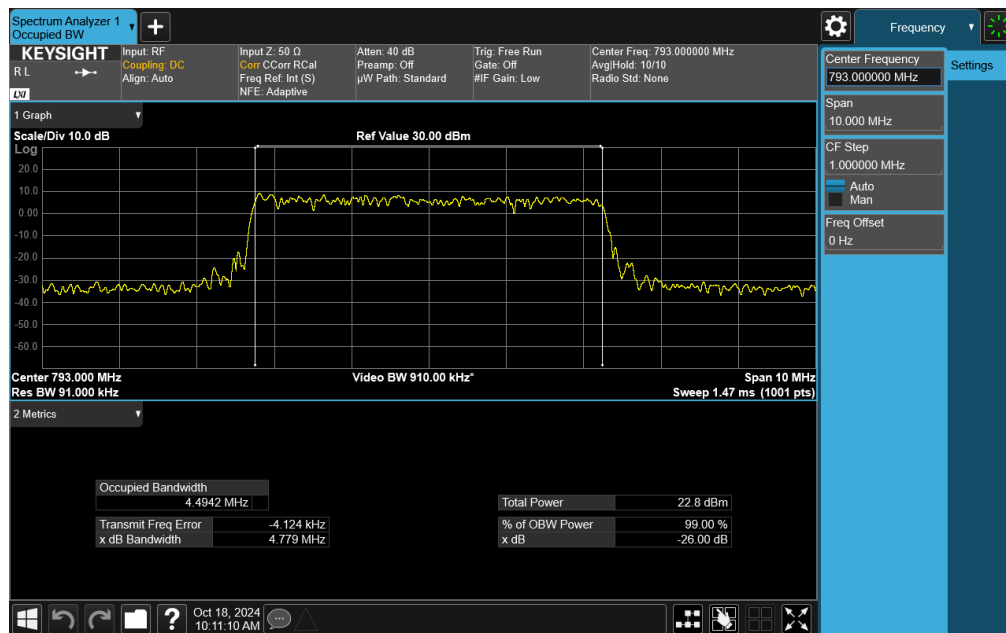 Spectrum Analyzer 1
Occupied BW
Frequency
KEYSIGHT
R L
LXI
Input: RF
Coupling: DC
Align: Auto
Input Z: 50 Ω
Corr CCorr RCal
Freq Ref: Int (S)
NFE: Adaptive
Atten: 40 dB
Preamp: Off
µW Path: Standard
Trig: Free Run
Gate: Off
#IF Gain: Low
Center Freq: 793.000000 MHz
Avg|Hold: 10/10
Radio Std: None
Center Frequency
793.000000 MHz
Settings
Span
10.000 MHz
CF Step
1.000000 MHz
Auto
Man
Freq Offset
0 Hz
1 Graph
Scale/Div 10.0 dB
Ref Value 30.00 dBm
Log
20.0
10.0
0.00
-10.0
-20.0
-30.0
-40.0
-50.0
-60.0
Center 793.000 MHz
Video BW 910.00 kHz*
Span 10 MHz
Res BW 91.000 kHz
Sweep 1.47 ms (1001 pts)
2 Metrics
Occupied Bandwidth
4.4942 MHz
Total Power 22.8 dBm
Transmit Freq Error -4.124 kHz
% of OBW Power 99.00 %
x dB Bandwidth 4.779 MHz
x dB -26.00 dB
?
Oct 18, 2024
10:11:10 AM